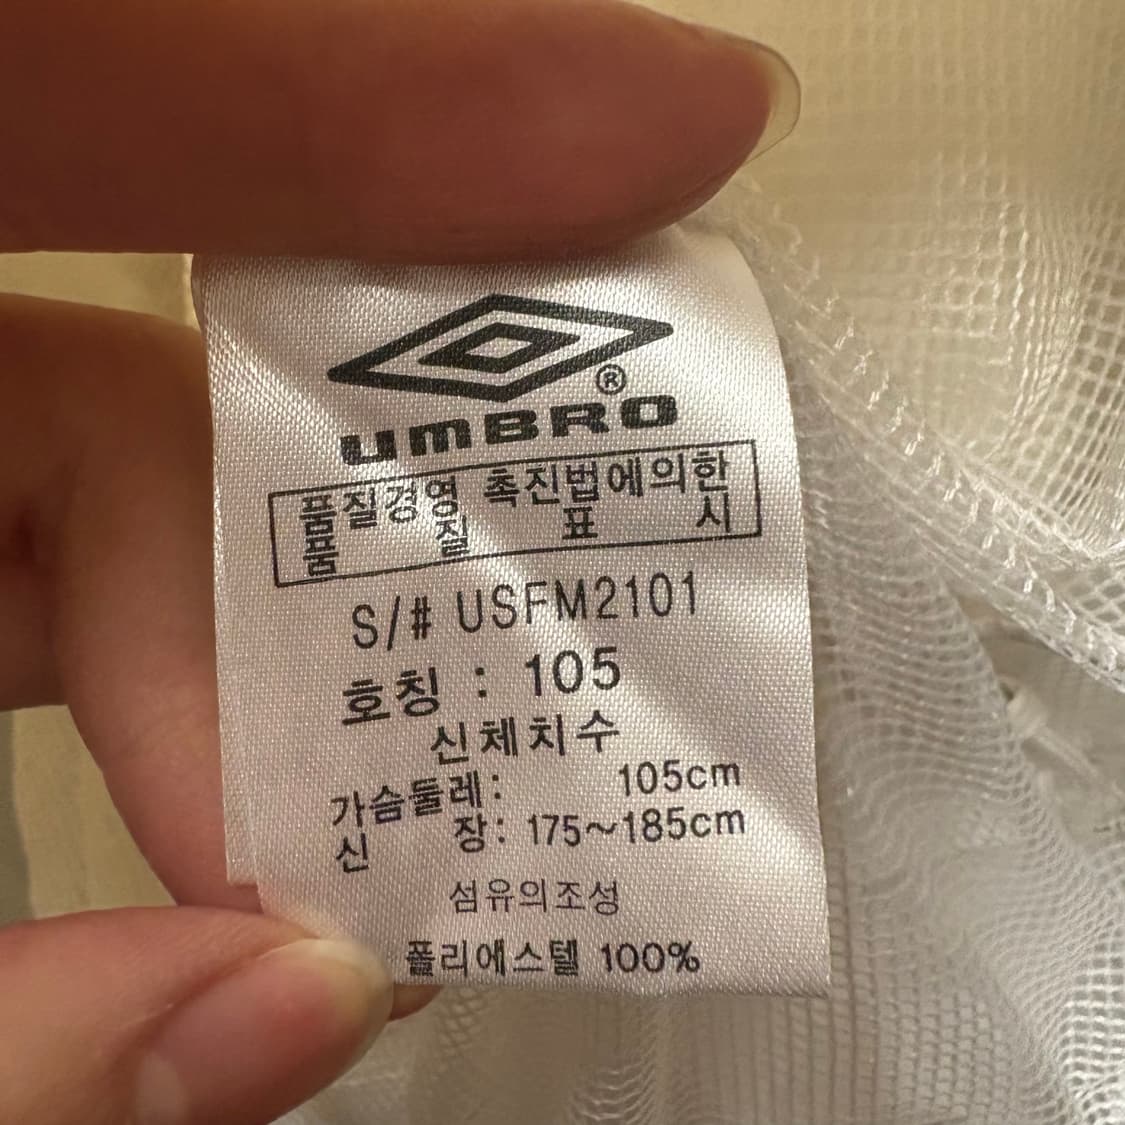 UMBRO®
품질경영 촉진법에의한
품 질 표 시
S/# USFM2101
호칭 : 105
신체치수
가슴둘레: 105cm
신 장: 175~185cm
섬유의조성
폴리에스텔 100%